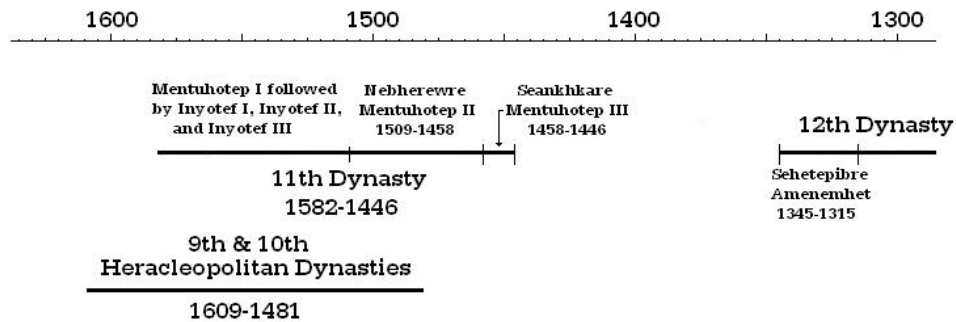 1600 1500 1400 1300
Mentuhotep I followed
by Inyotef I, Inyotef II,
and Inyotef III
Nebherewre
Mentuhotep II
1509-1458
Seankhkare
Mentuhotep III
1458-1446
12th Dynasty
11th Dynasty
1582-1446
Sehetepibre
Amenemhet
1345-1315
9th & 10th
Heracleopolitan Dynasties
1609-1481